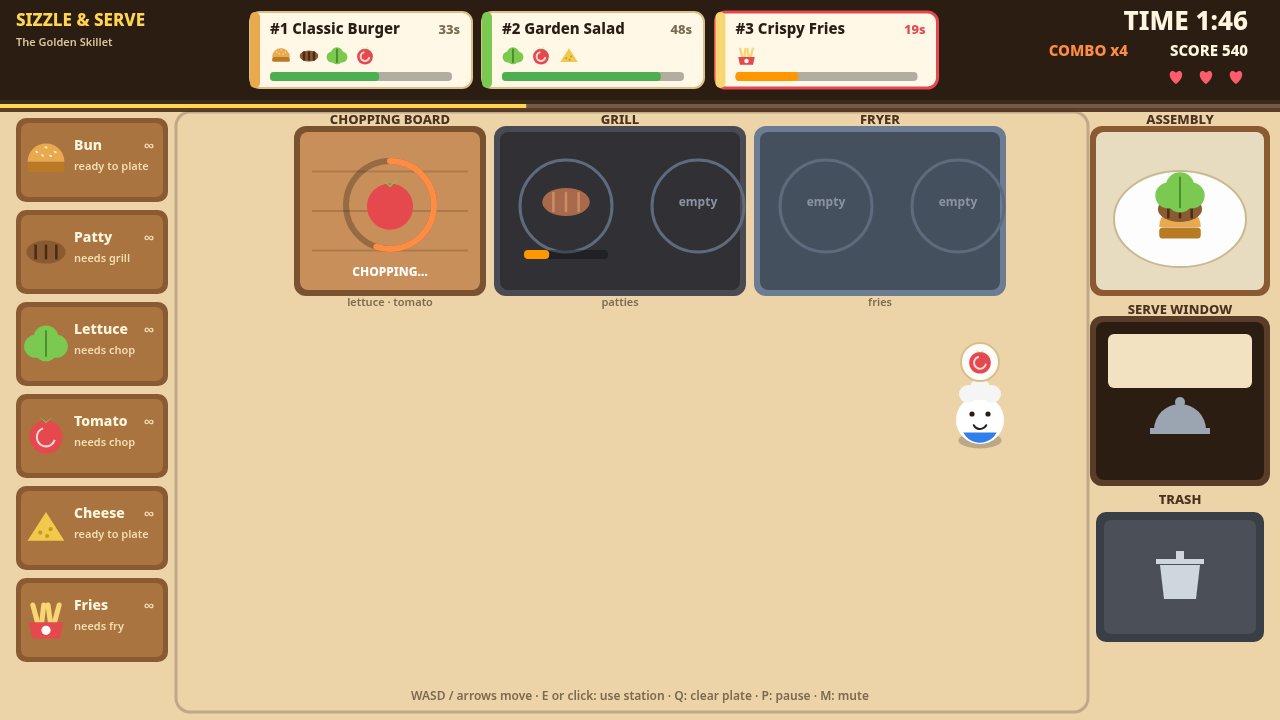 SIZZLE & SERVE
The Golden Skillet
#1 Classic Burger 33s
#2 Garden Salad 48s
#3 Crispy Fries 19s
TIME 1:46
COMBO x4 SCORE 540
CHOPPING BOARD
GRILL
FRYER
ASSEMBLY
Bun ∞
ready to plate
Patty ∞
needs grill
Lettuce ∞
needs chop
Tomato ∞
needs chop
Cheese ∞
ready to plate
Fries ∞
needs fry
CHOPPING...
lettuce · tomato
empty
patties
empty
empty
fries
SERVE WINDOW
TRASH
WASD / arrows move · E or click: use station · Q: clear plate · P: pause · M: mute